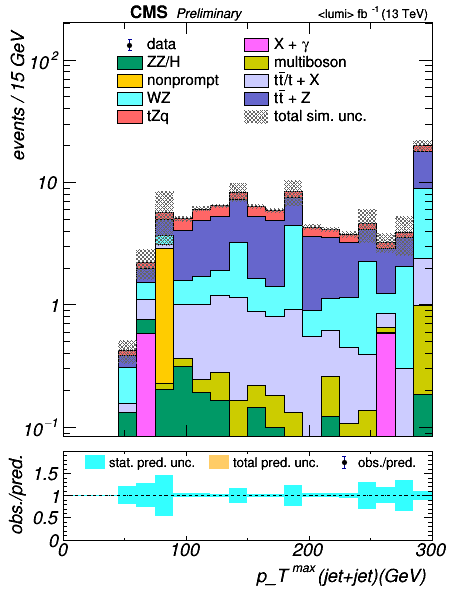 CMS Preliminary <lumi> fb ⁻¹ (13 TeV)
events / 15 GeV
data
ZZ/H
nonprompt
WZ
tZq
X + γ
multiboson
tt̄/t + X
tt̄ + Z
total sim. unc.
10²
10
1
10⁻¹
obs./pred.
stat. pred. unc. total pred. unc. obs./pred.
1.5
1
0.5
0
0 100 200 300
p_T ᵐᵃˣ (jet+jet)(GeV)